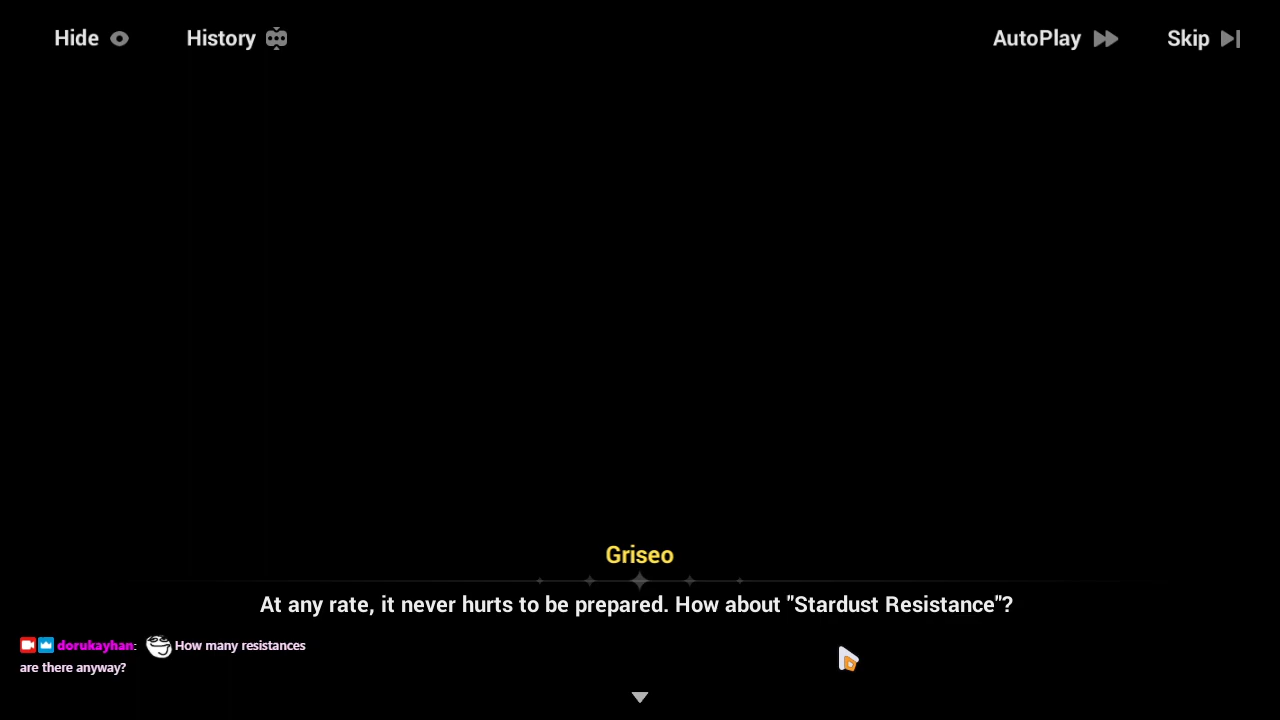 Hide
History
AutoPlay
Skip
Griseo
At any rate, it never hurts to be prepared. How about "Stardust Resistance"?
dorukayhan: How many resistances
are there anyway?